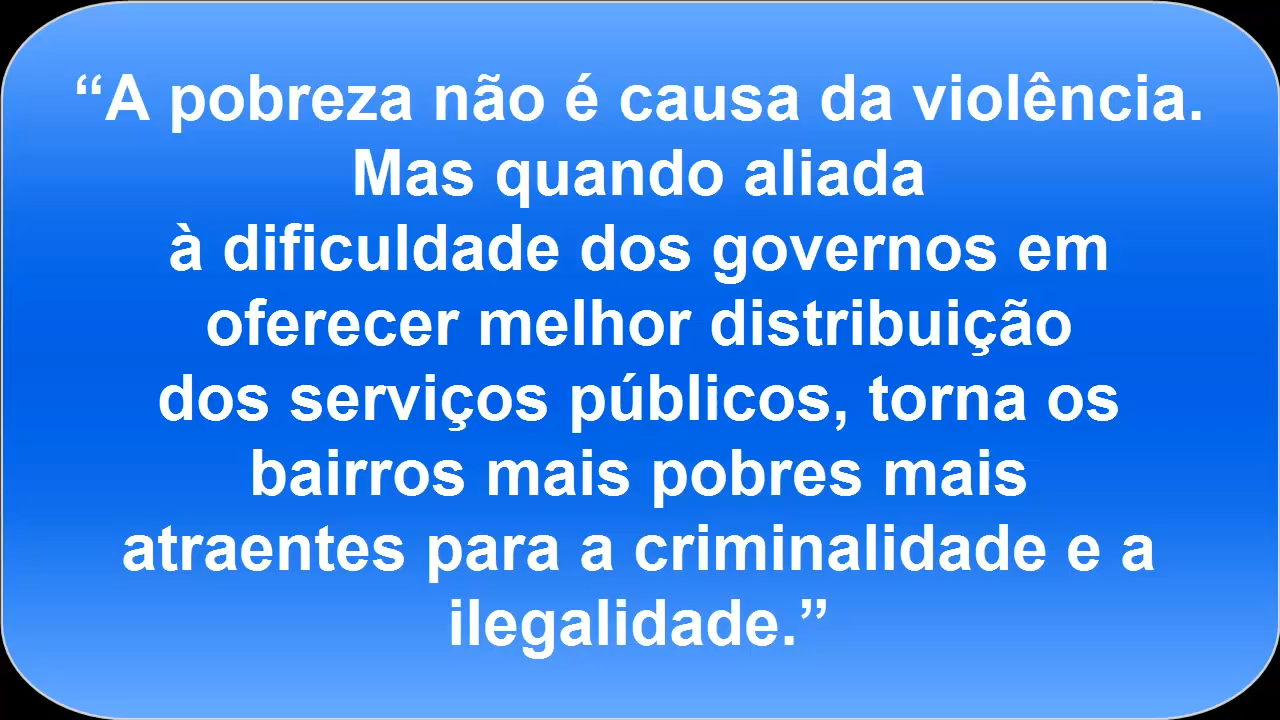 “A pobreza não é causa da violência.
Mas quando aliada
à dificuldade dos governos em
oferecer melhor distribuição
dos serviços públicos, torna os
bairros mais pobres mais
atraentes para a criminalidade e a
ilegalidade.”